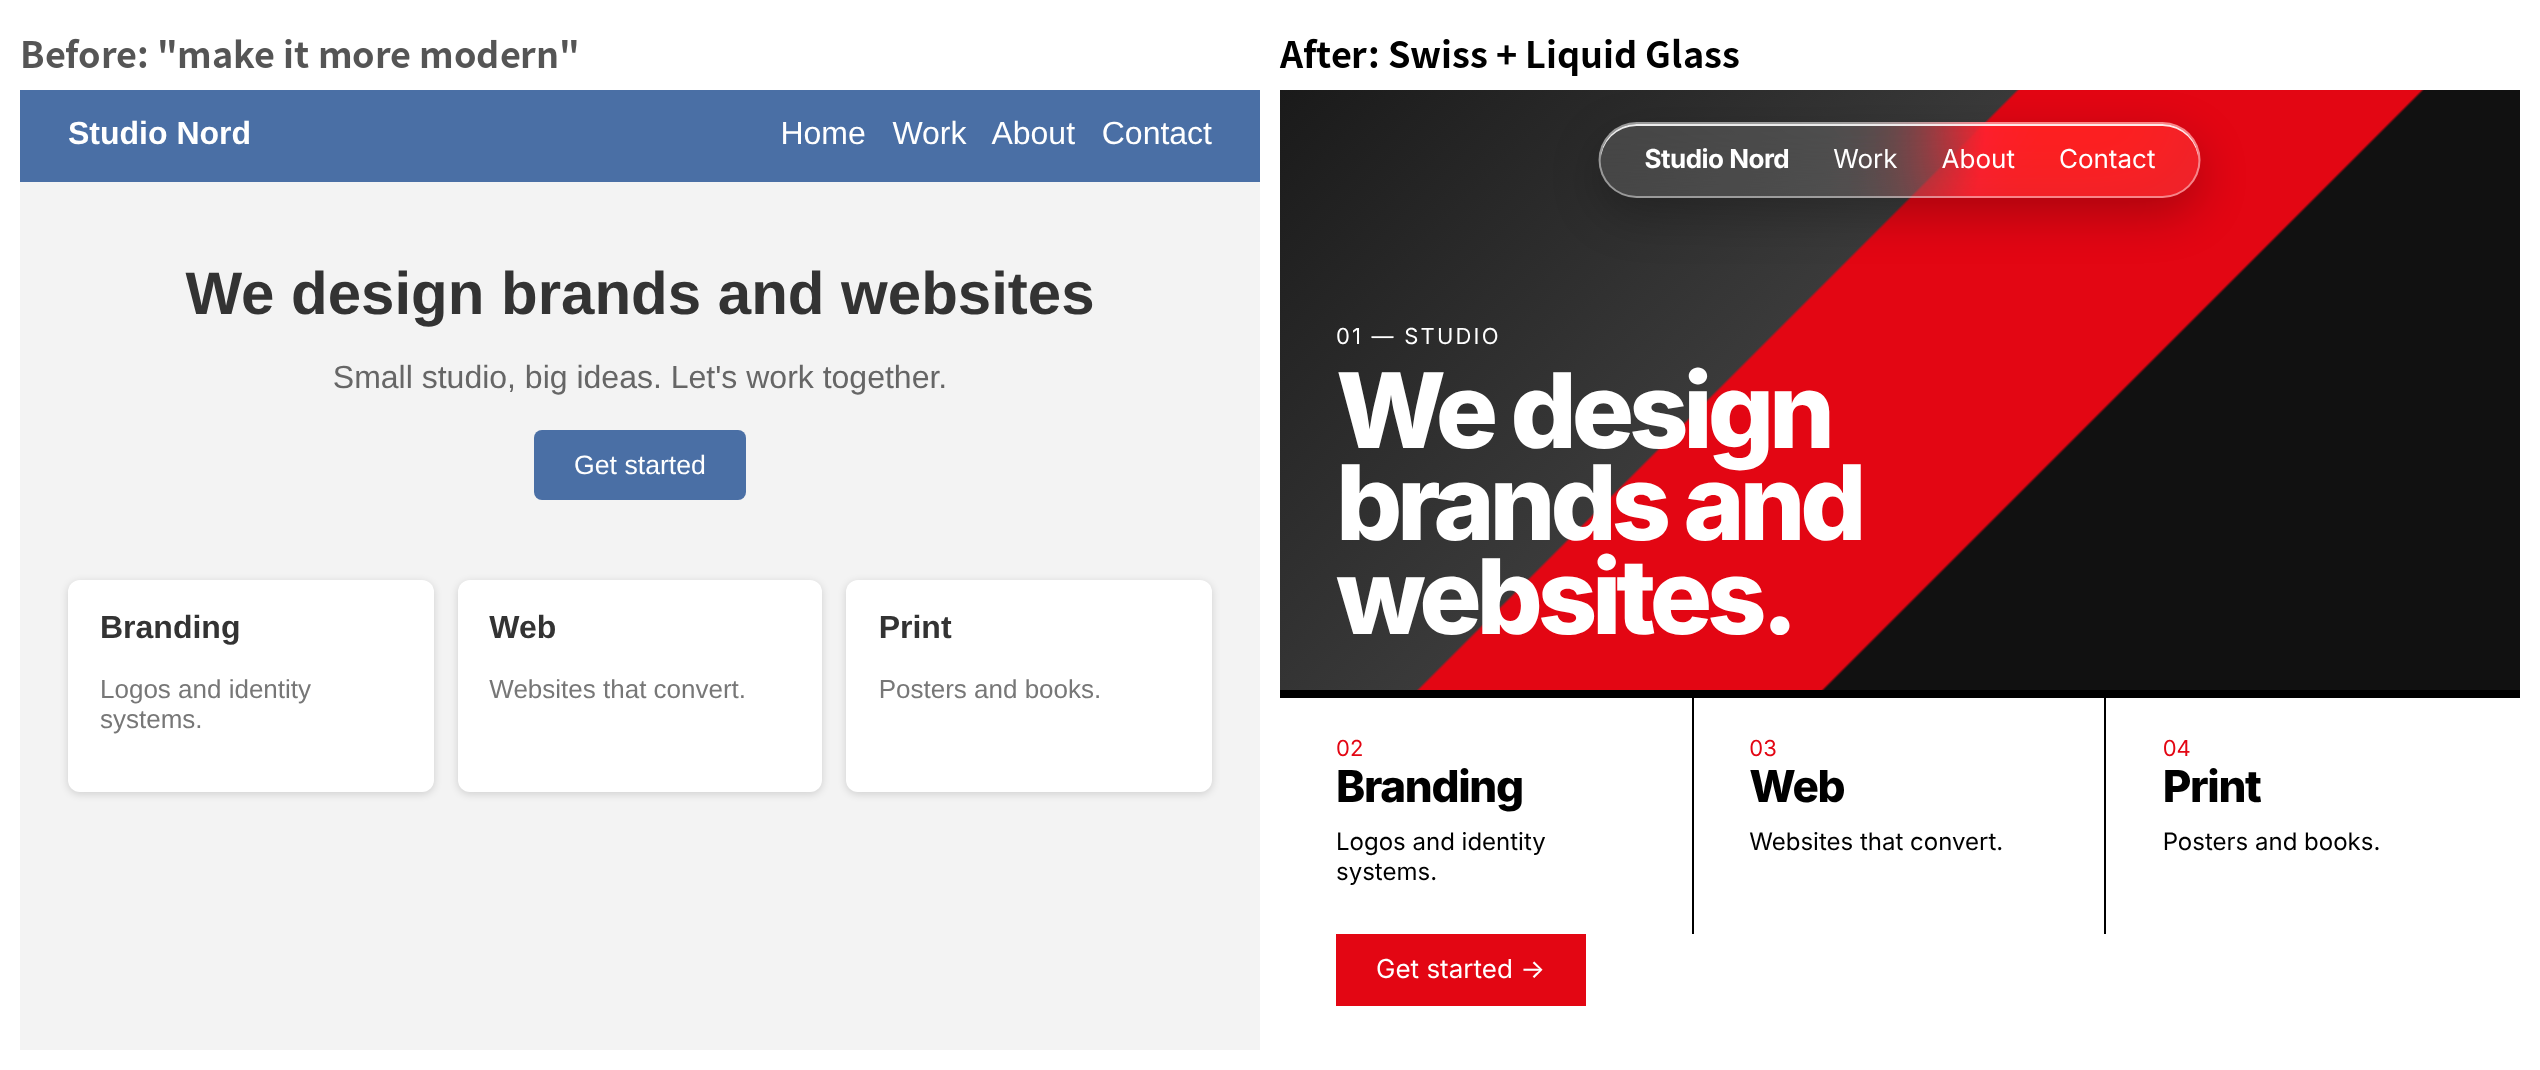 Before: "make it more modern"
Studio Nord
Home Work About Contact
We design brands and websites
Small studio, big ideas. Let's work together.
Get started
Branding
Logos and identity
systems.
Web
Websites that convert.
Print
Posters and books.
After: Swiss + Liquid Glass
Studio Nord Work About Contact
01 — STUDIO
We design
brands and
websites.
02
Branding
Logos and identity
systems.
03
Web
Websites that convert.
04
Print
Posters and books.
Get started →